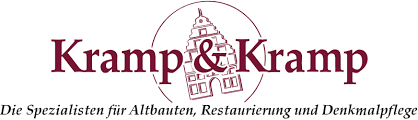 Kramp & Kramp
Die Spezialisten für Altbauten, Restaurierung und Denkmalpflege